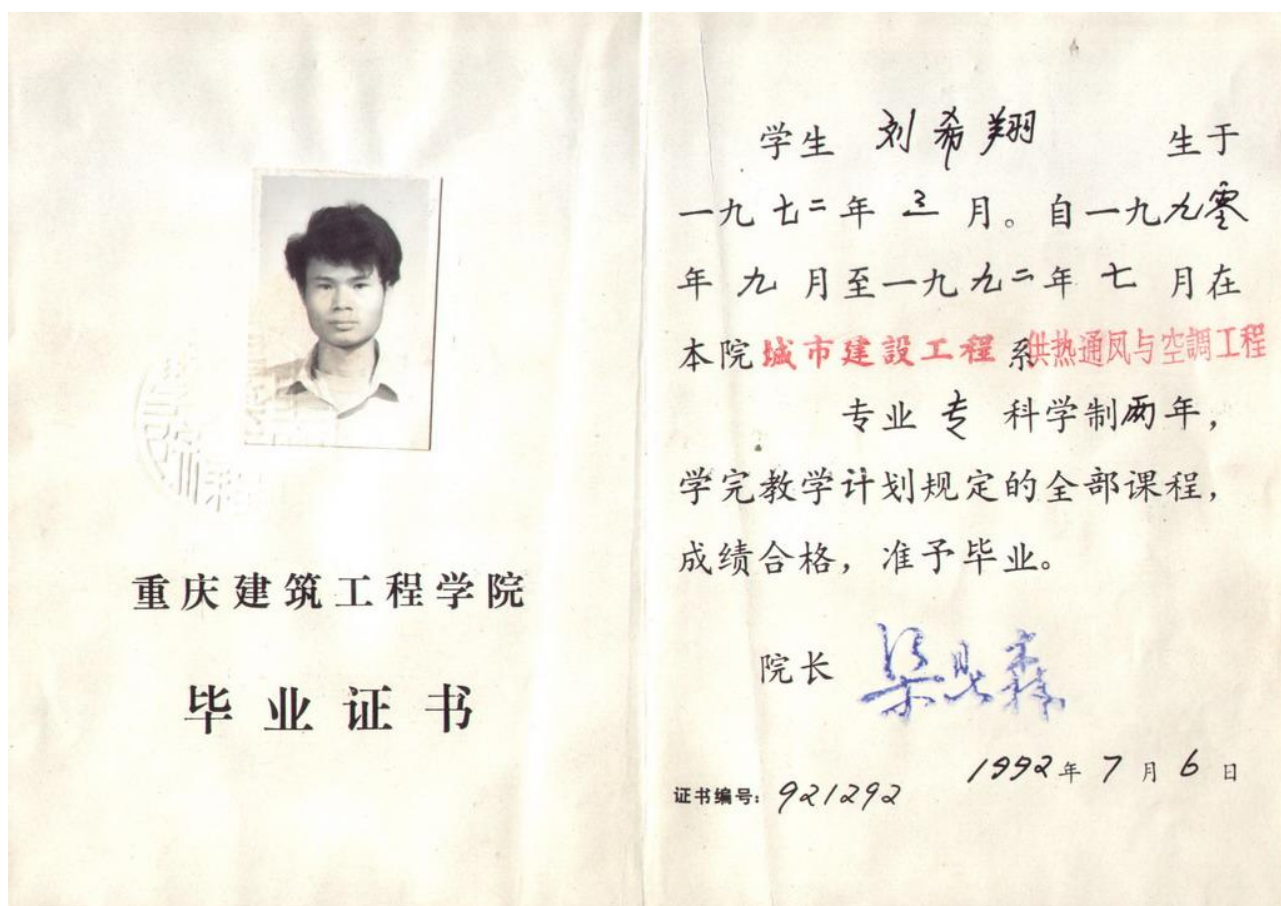 重庆建筑工程学院
毕业证书
学生 刘希翔 生于
一九七二年三月。自一九九零
年九月至一九九二年七月在
本院城市建設工程系供热通风与空調工程
专业专科学制两年，
学完教学计划规定的全部课程，
成绩合格，准予毕业。
院长 梁鼎森
1992年7月6日
证书编号：921292